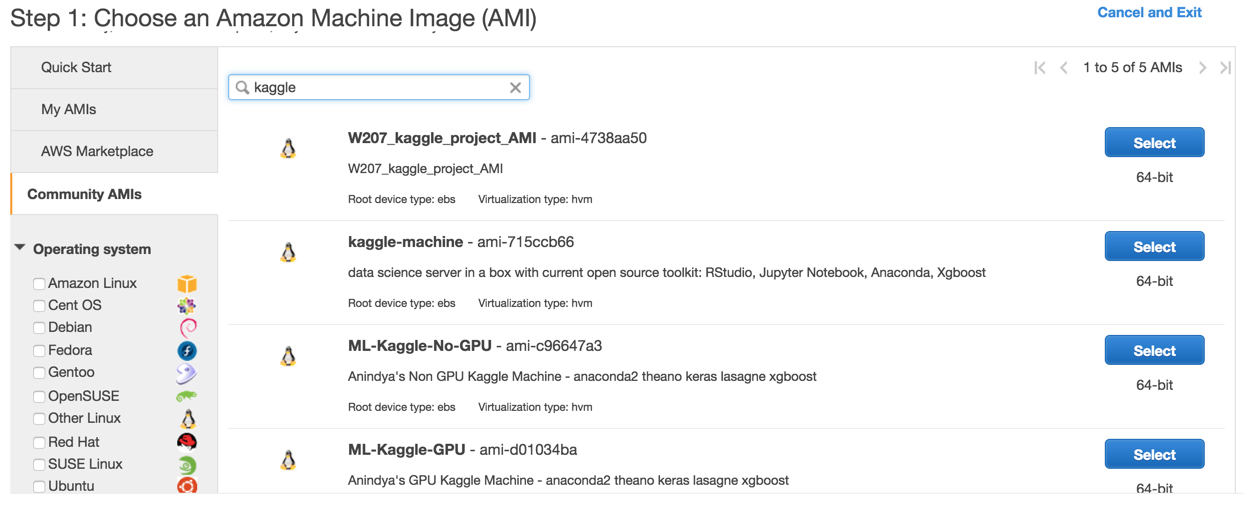 Step 1: Choose an Amazon Machine Image (AMI)
Cancel and Exit
Quick Start
My AMIs
AWS Marketplace
Community AMIs
Operating system
Amazon Linux
Cent OS
Debian
Fedora
Gentoo
OpenSUSE
Other Linux
Red Hat
SUSE Linux
Ubuntu
kaggle
1 to 5 of 5 AMIs
W207_kaggle_project_AMI - ami-4738aa50
W207_kaggle_project_AMI
Root device type: ebs Virtualization type: hvm
Select
64-bit
kaggle-machine - ami-715ccb66
data science server in a box with current open source toolkit: RStudio, Jupyter Notebook, Anaconda, Xgboost
Root device type: ebs Virtualization type: hvm
Select
64-bit
ML-Kaggle-No-GPU - ami-c96647a3
Anindya's Non GPU Kaggle Machine - anaconda2 theano keras lasagne xgboost
Root device type: ebs Virtualization type: hvm
Select
64-bit
ML-Kaggle-GPU - ami-d01034ba
Anindya's GPU Kaggle Machine - anaconda2 theano keras lasagne xgboost
Select
64-bit